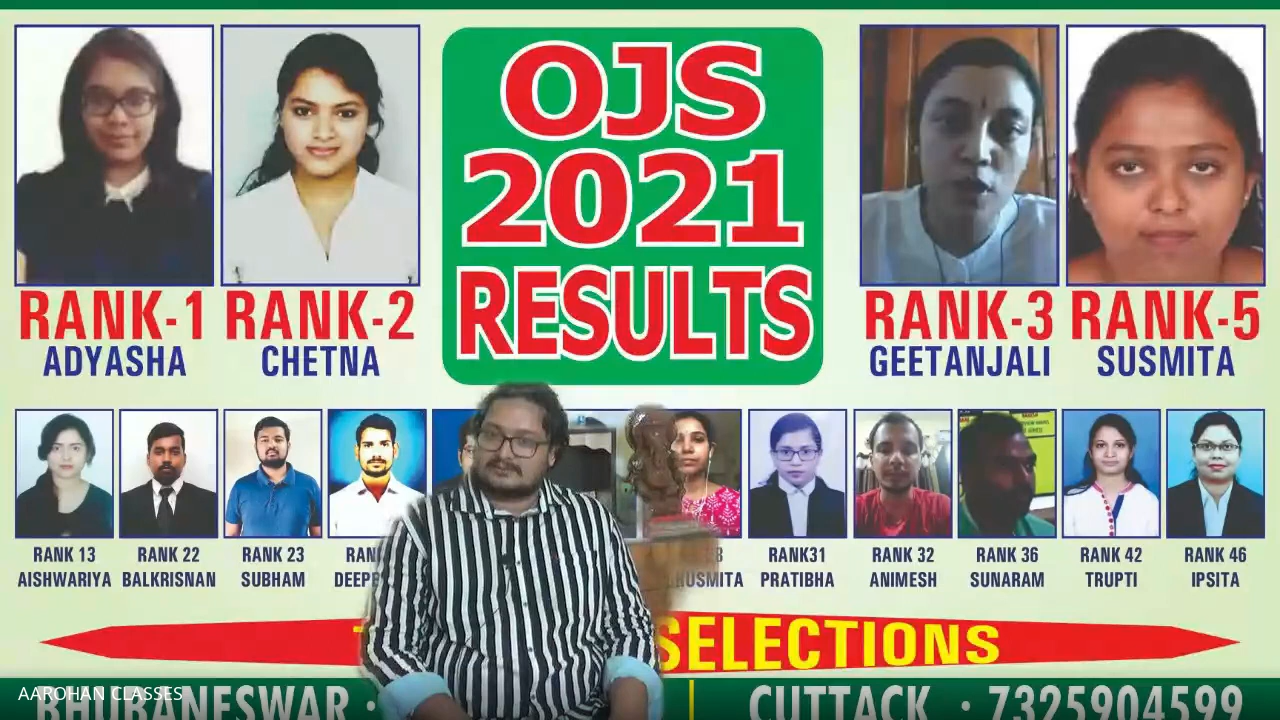 OJS
2021
RESULTS
RANK-1 RANK-2 RANK-3 RANK-5
ADYASHA CHETNA GEETANJALI SUSMITA
RANK 13 RANK 22 RANK 23 RANK31 RANK 32 RANK 36 RANK 42 RANK 46
AISHWARIYA BALKRISNAN SUBHAM PRATIBHA ANIMESH SUNARAM TRUPTI IPSITA
SELECTIONS
AAROHAN CLASSES
BHUBANESWAR · CUTTACK · 7325904599